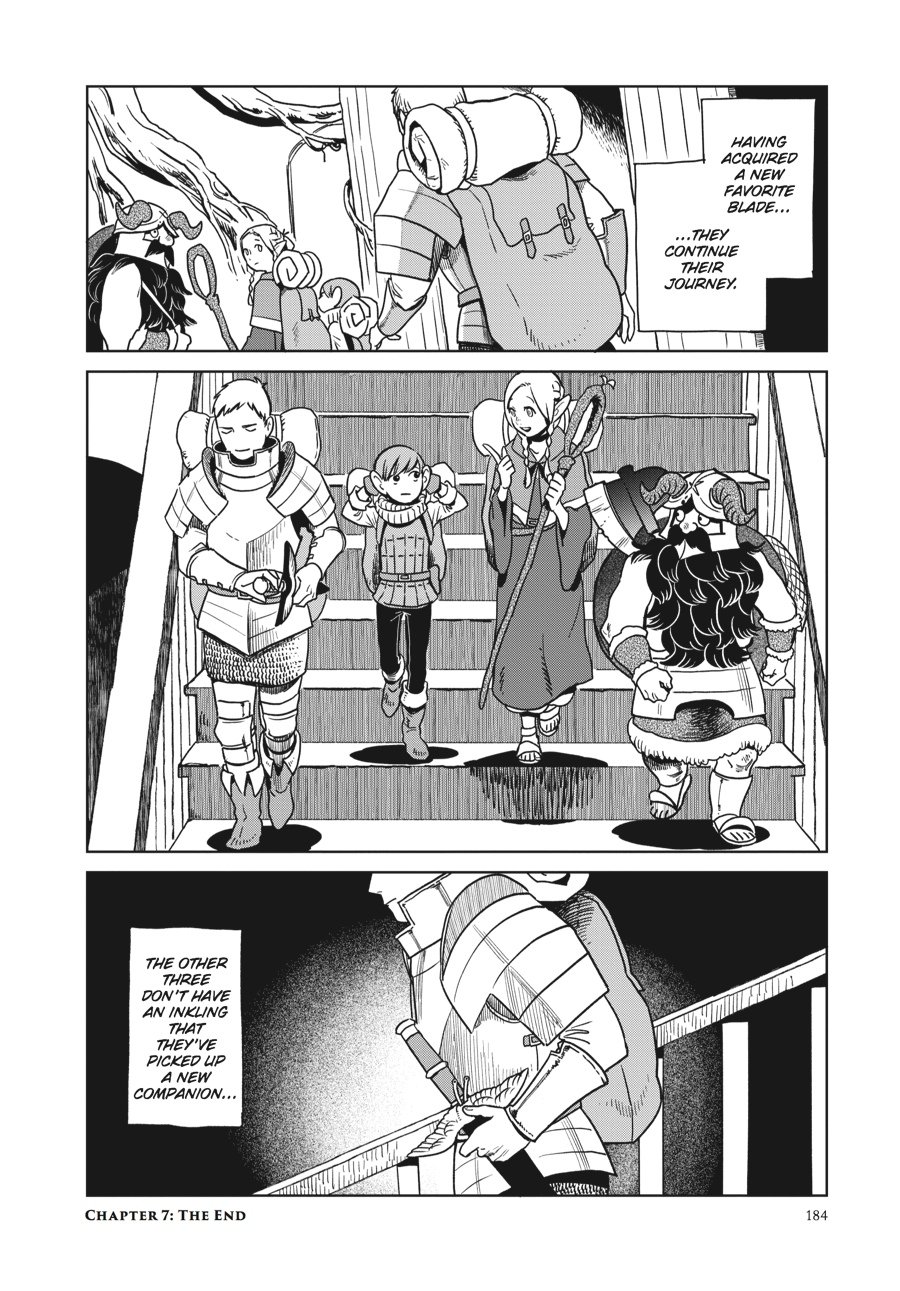 HAVING
ACQUIRED
A NEW
FAVORITE
BLADE...
...THEY
CONTINUE
THEIR
JOURNEY.
THE OTHER
THREE
DON'T HAVE
AN INKLING
THAT
THEY'VE
PICKED UP
A NEW
COMPANION...
CHAPTER 7: THE END
184